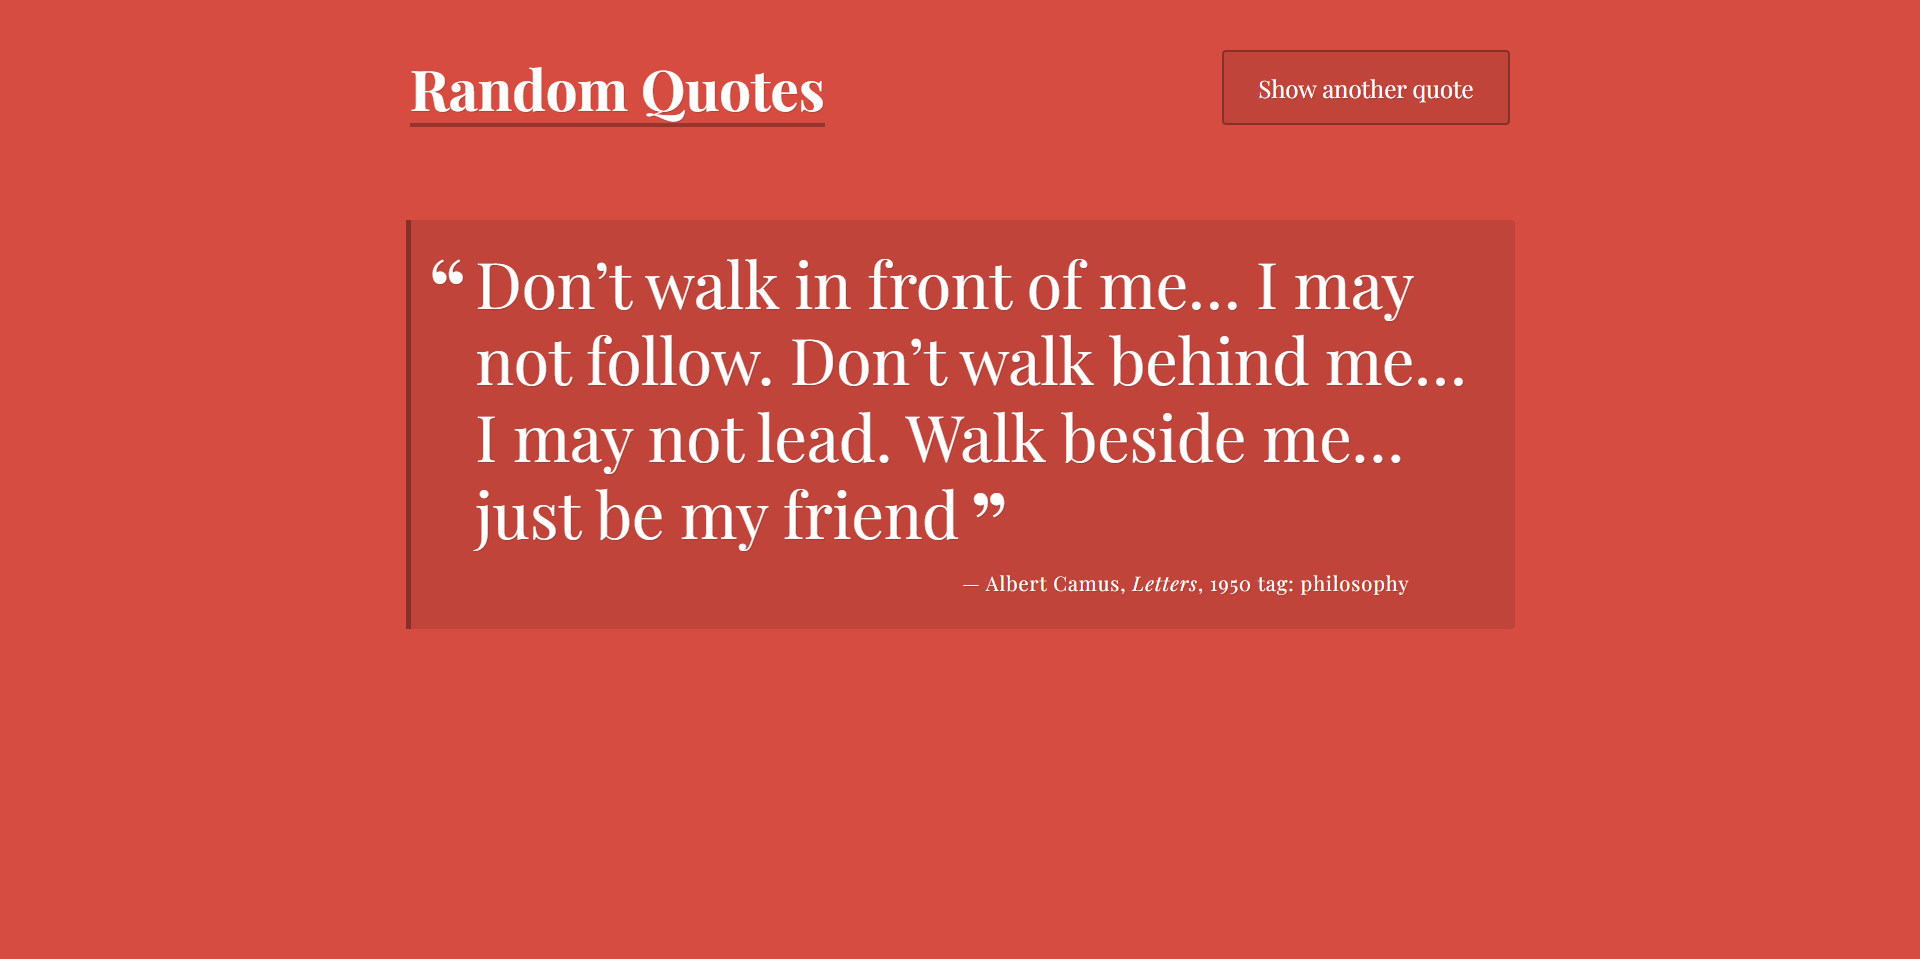 Random Quotes
Show another quote
“ Don’t walk in front of me… I may
not follow. Don’t walk behind me…
I may not lead. Walk beside me…
just be my friend ”
— Albert Camus, Letters, 1950 tag: philosophy